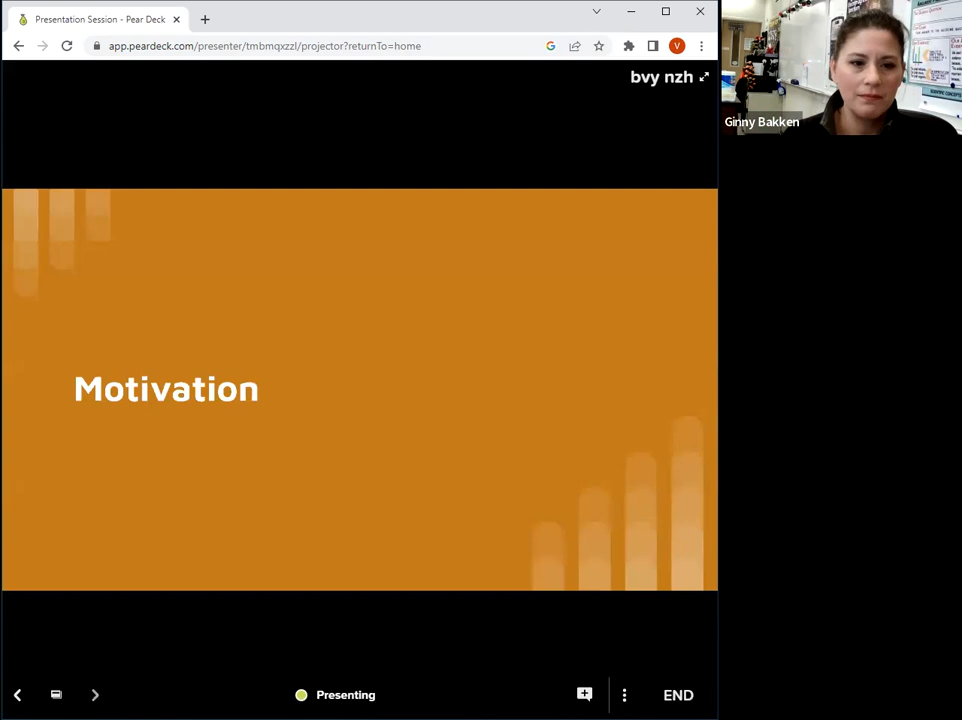 Presentation Session - Pear Deck
app.peardeck.com/presenter/tmbmqxzzl/projector?returnTo=home
V
bvy nzh
Ginny Bakken
Motivation
Presenting
END